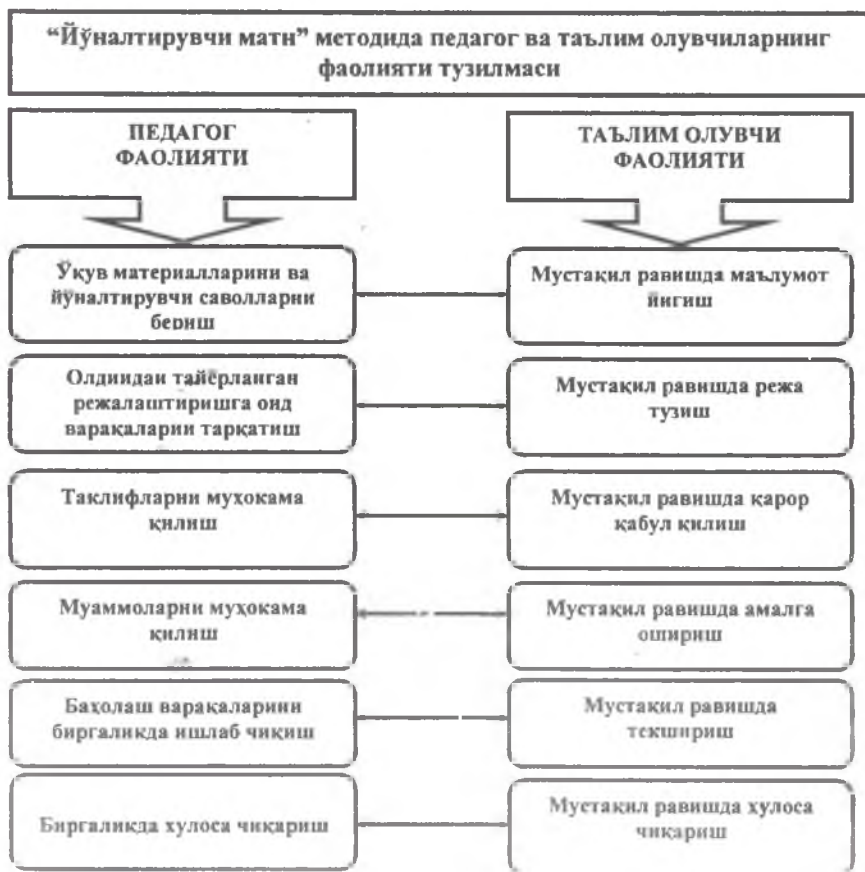 “Йўналтирувчи матн” методида педагог ва таълим олувчиларнинг
фаолияти тузилмаси
ПЕДАГОГ
ФАОЛИЯТИ
ТАЪЛИМ ОЛУВЧИ
ФАОЛИЯТИ
Ўқув материалларини ва
йўналтирувчи саволларни
бериш
Мустақил равишда маълумот
йиғиш
Олдиндан тайёрланган
режалаштиришга оид
варақаларни тарқатиш
Мустақил равишда режа
тузиш
Таклифларни муҳокама
қилиш
Мустақил равишда қарор
қабул қилиш
Муаммоларни муҳокама
қилиш
Мустақил равишда амалга
ошириш
Баҳолаш варақаларини
биргаликда ишлаб чиқиш
Мустақил равишда
текшириш
Биргаликда хулоса чиқариш
Мустақил равишда хулоса
чиқариш